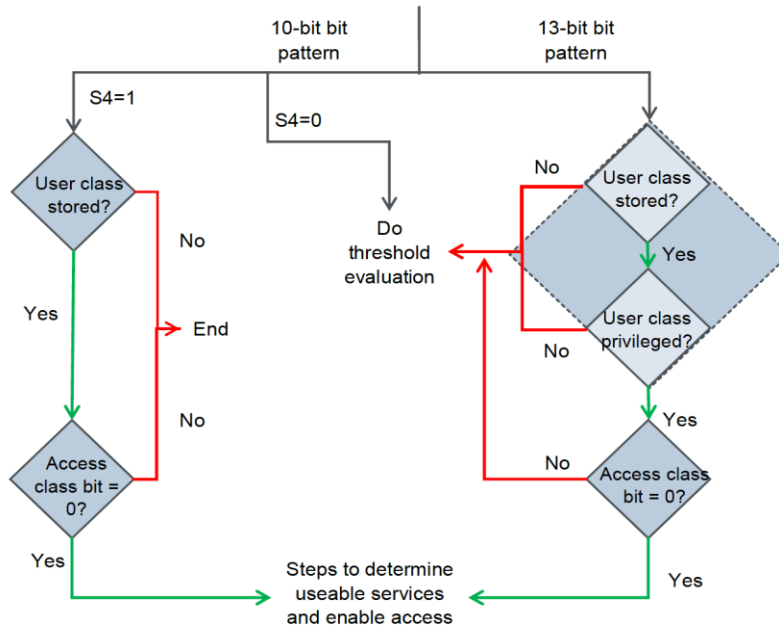 10-bit bit
pattern
13-bit bit
pattern
S4=1
S4=0
User class
stored?
No
User class
stored?
No
Do
threshold
evaluation
Yes
Yes
End
User class
privileged?
No
No
Yes
Access
class bit =
0?
No
Access class
bit = 0?
Yes
Steps to determine
useable services
and enable access
Yes